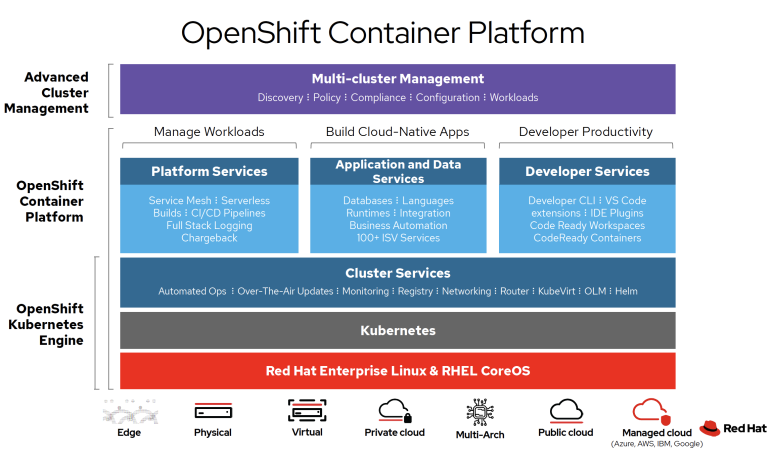 OpenShift Container Platform
Advanced
Cluster
Management
Multi-cluster Management
Discovery ⁝ Policy ⁝ Compliance ⁝ Configuration ⁝ Workloads
Manage Workloads
Build Cloud-Native Apps
Developer Productivity
OpenShift
Container
Platform
Platform Services
Service Mesh ⁝ Serverless
Builds ⁝ CI/CD Pipelines
Full Stack Logging
Chargeback
Application and Data
Services
Databases ⁝ Languages
Runtimes ⁝ Integration
Business Automation
100+ ISV Services
Developer Services
Developer CLI ⁝ VS Code
extensions ⁝ IDE Plugins
Code Ready Workspaces
CodeReady Containers
OpenShift
Kubernetes
Engine
Cluster Services
Automated Ops ⁝ Over-The-Air Updates ⁝ Monitoring ⁝ Registry ⁝ Networking ⁝ Router ⁝ KubeVirt ⁝ OLM ⁝ Helm
Kubernetes
Red Hat Enterprise Linux & RHEL CoreOS
Edge
Physical
Virtual
Private cloud
Multi-Arch
Public cloud
Managed cloud
(Azure, AWS, IBM, Google)
Red Hat